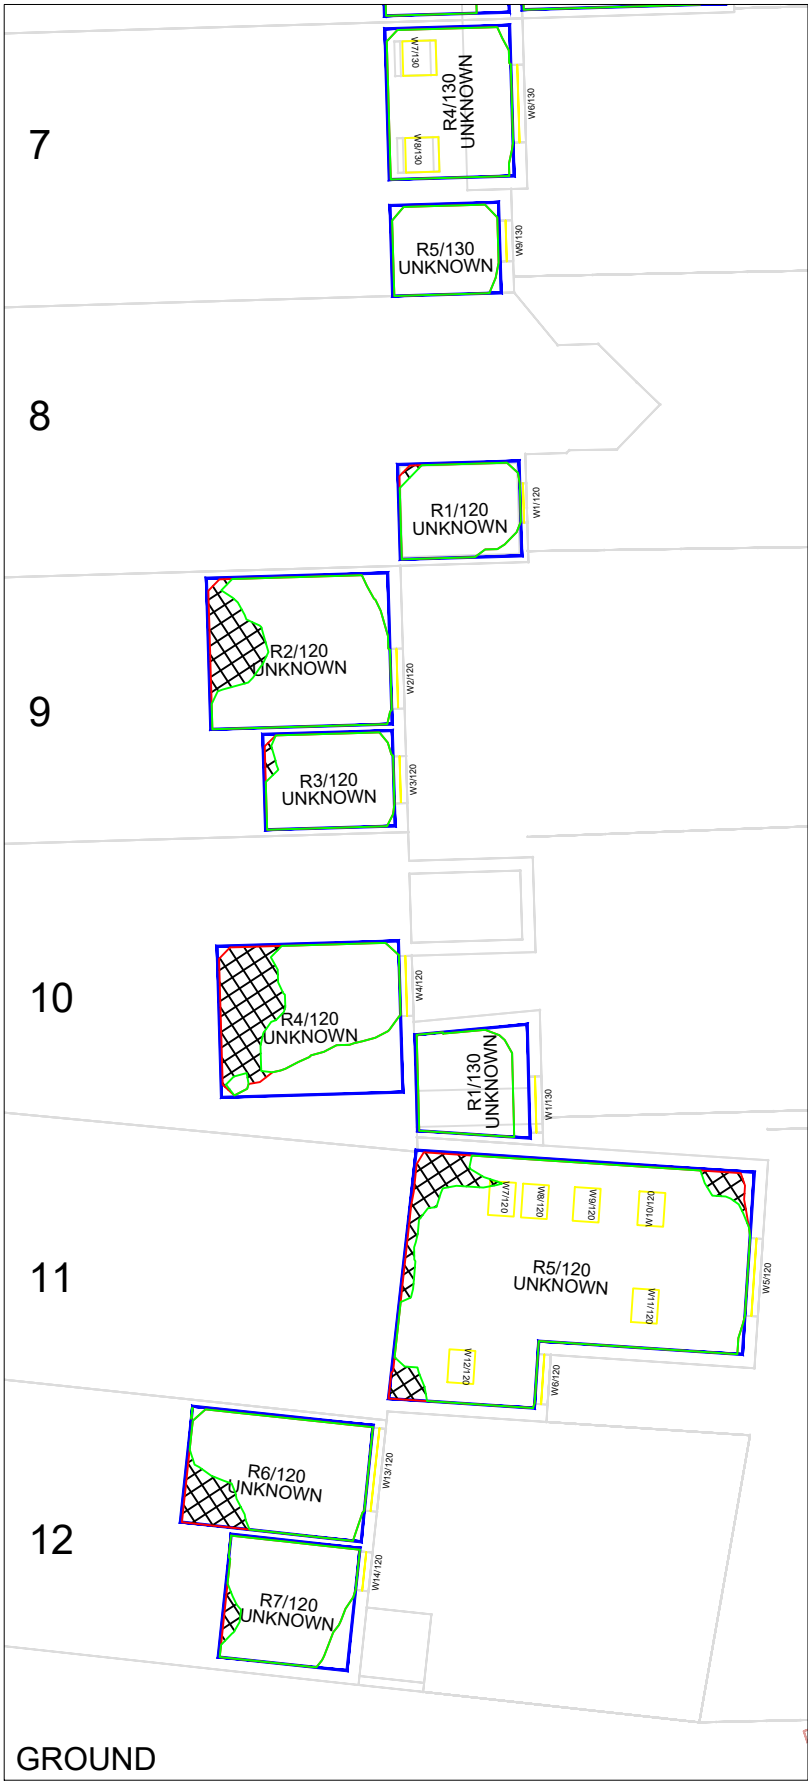 7
W7/130
R4/130
UNKNOWN
W6/130
W8/130
R5/130
UNKNOWN
W9/130
8
R1/120
UNKNOWN
W1/120
9
R2/120
UNKNOWN
W2/120
R3/120
UNKNOWN
W3/120
10
R4/120
UNKNOWN
W4/120
R1/130
UNKNOWN
W1/130
11
W7/120
W8/120
W9/120
W10/120
R5/120
UNKNOWN
W5/120
W11/120
W12/120
W6/120
12
R6/120
UNKNOWN
W13/120
R7/120
UNKNOWN
W14/120
GROUND